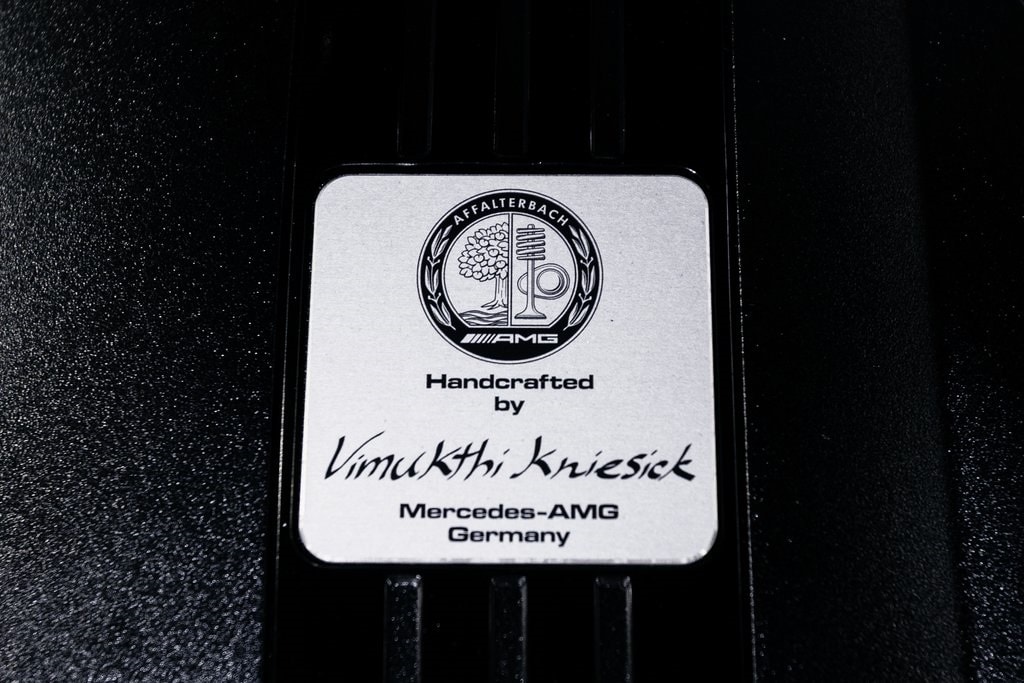 AFFALTERBACH
AMG
Handcrafted
by
Vimukthi Kniesick
Mercedes-AMG
Germany